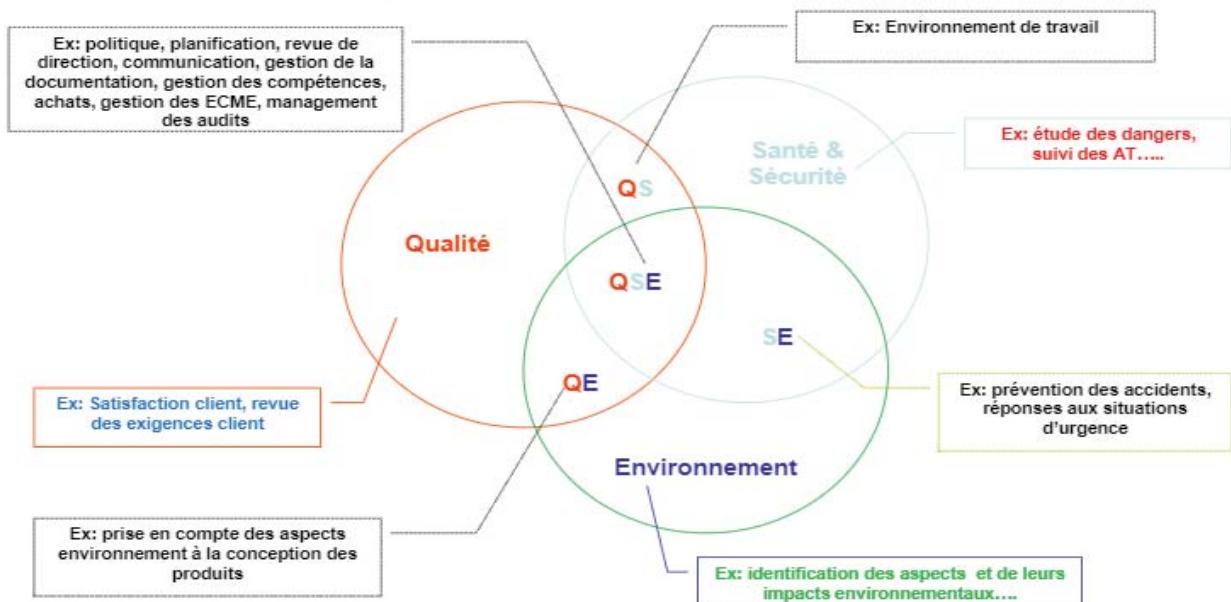 Ex: politique, planification, revue de
direction, communication, gestion de la
documentation, gestion des compétences,
achats, gestion des ECME, management
des audits
Ex: Environnement de travail
Santé &
Sécurité
Ex: étude des dangers,
suivi des AT.....
QS
Qualité
QSE
SE
QE
Ex: Satisfaction client, revue
des exigences client
Ex: prévention des accidents,
réponses aux situations
d'urgence
Environnement
Ex: prise en compte des aspects
environnement à la conception des
produits
Ex: identification des aspects et de leurs
impacts environnementaux....